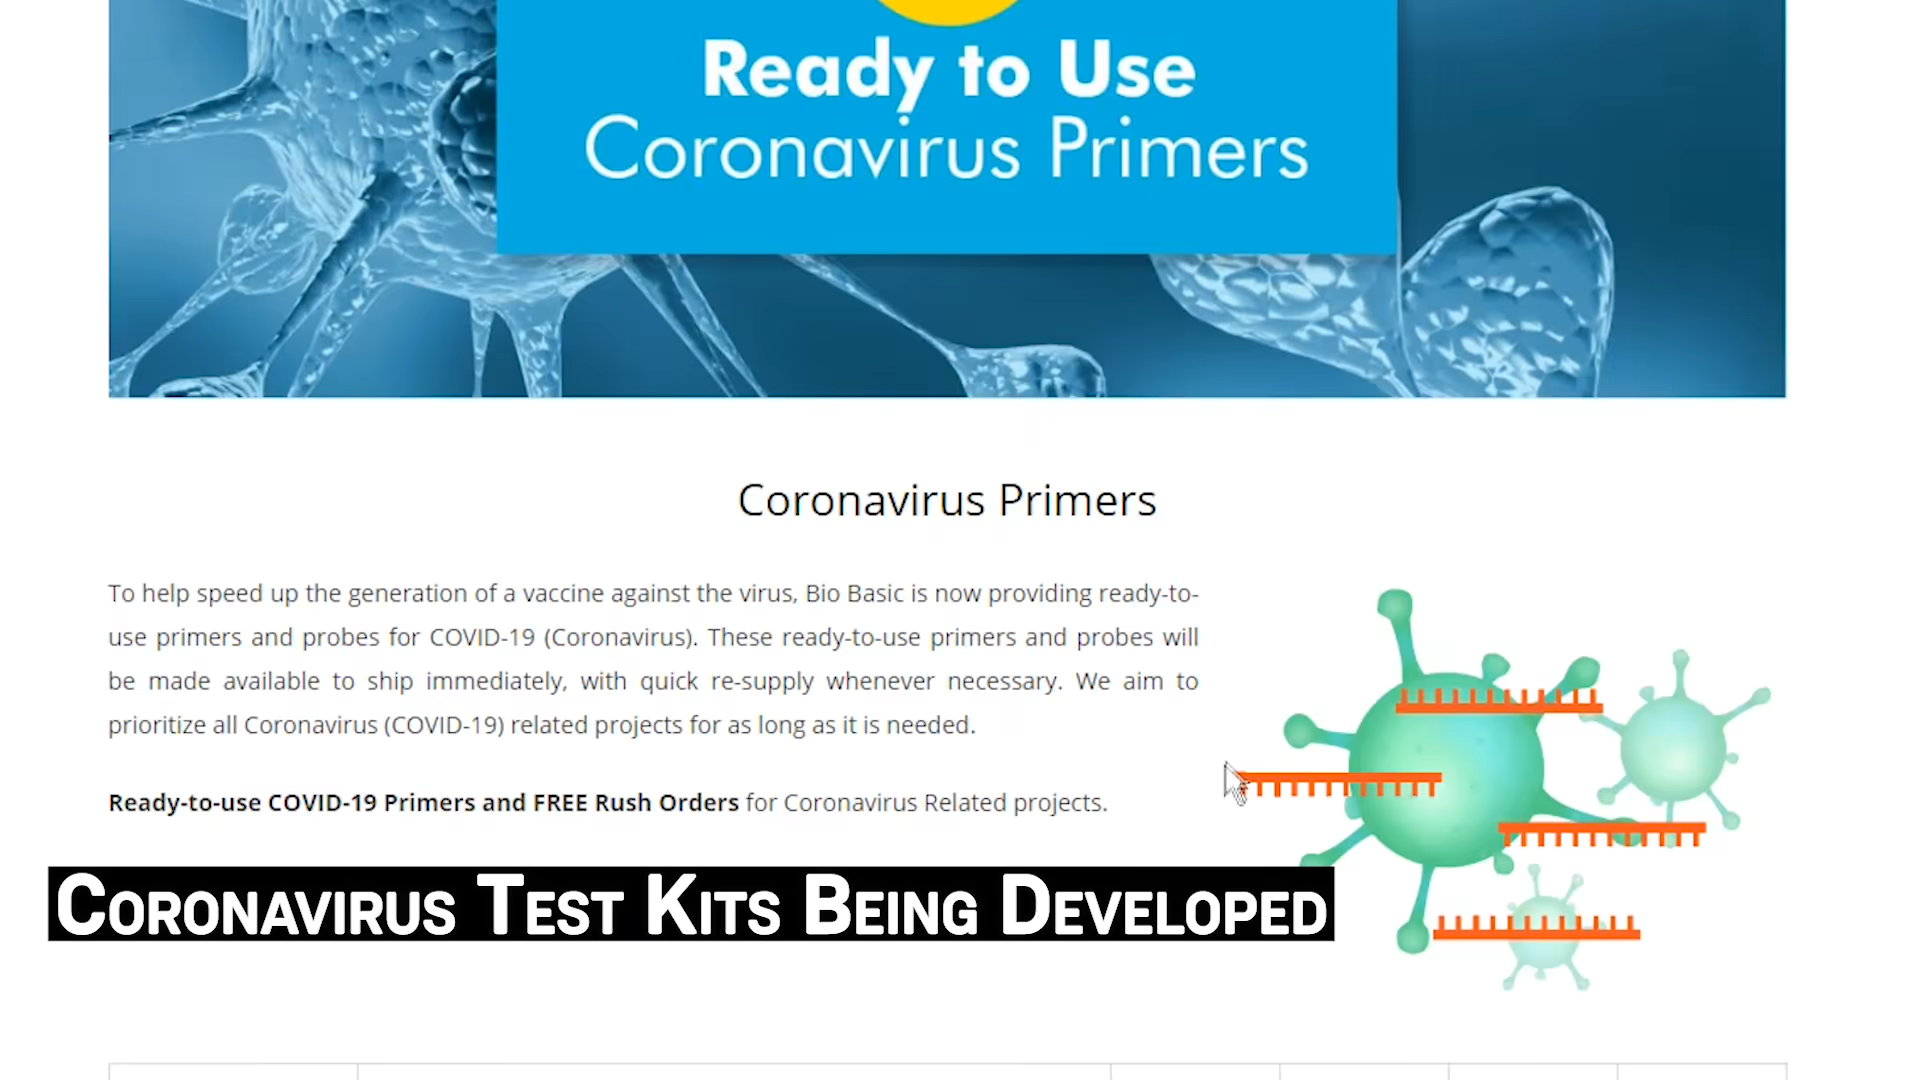 Ready to Use
Coronavirus Primers
Coronavirus Primers
To help speed up the generation of a vaccine against the virus, Bio Basic is now providing ready-to-
use primers and probes for COVID-19 (Coronavirus). These ready-to-use primers and probes will
be made available to ship immediately, with quick re-supply whenever necessary. We aim to
prioritize all Coronavirus (COVID-19) related projects for as long as it is needed.
Ready-to-use COVID-19 Primers and FREE Rush Orders for Coronavirus Related projects.
Coronavirus Test Kits Being Developed